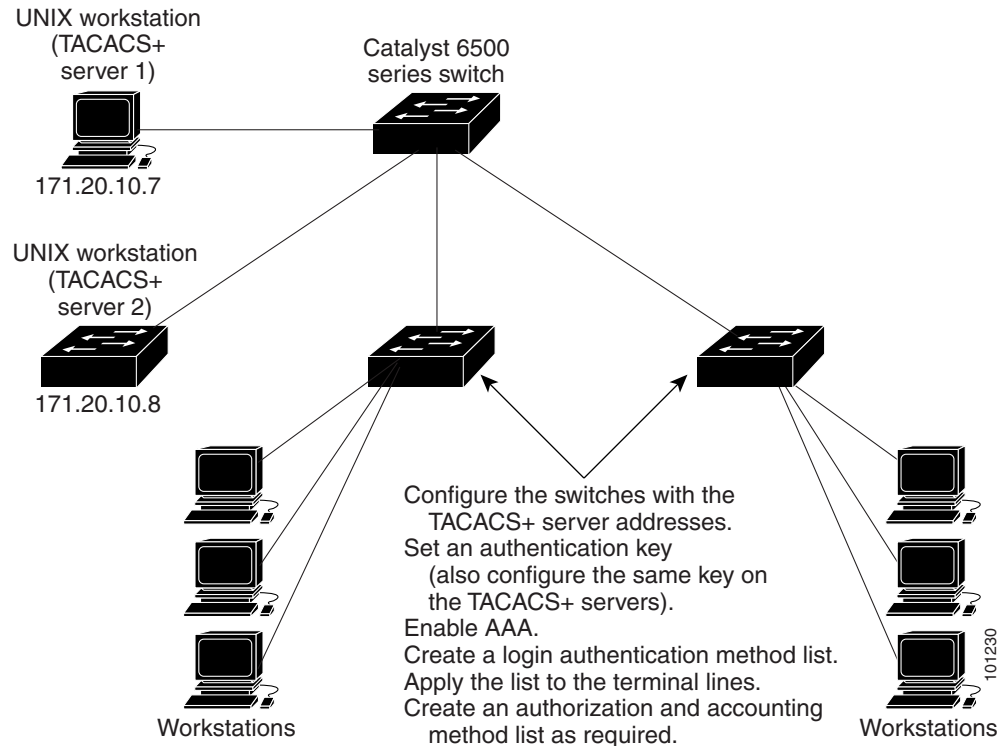 UNIX workstation
(TACACS+
server 1)
Catalyst 6500
series switch
171.20.10.7
UNIX workstation
(TACACS+
server 2)
171.20.10.8
Configure the switches with the
TACACS+ server addresses.
Set an authentication key
(also configure the same key on
the TACACS+ servers).
Enable AAA.
Create a login authentication method list.
Apply the list to the terminal lines.
Create an authorization and accounting
method list as required.
Workstations
Workstations
101230